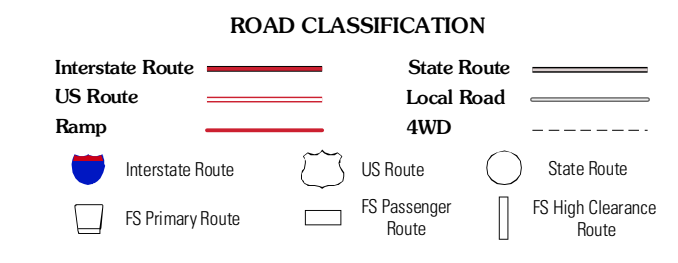 ROAD CLASSIFICATION
Interstate Route
State Route
US Route
Local Road
Ramp
4WD
Interstate Route
US Route
State Route
FS Primary Route
FS Passenger
Route
FS High Clearance
Route